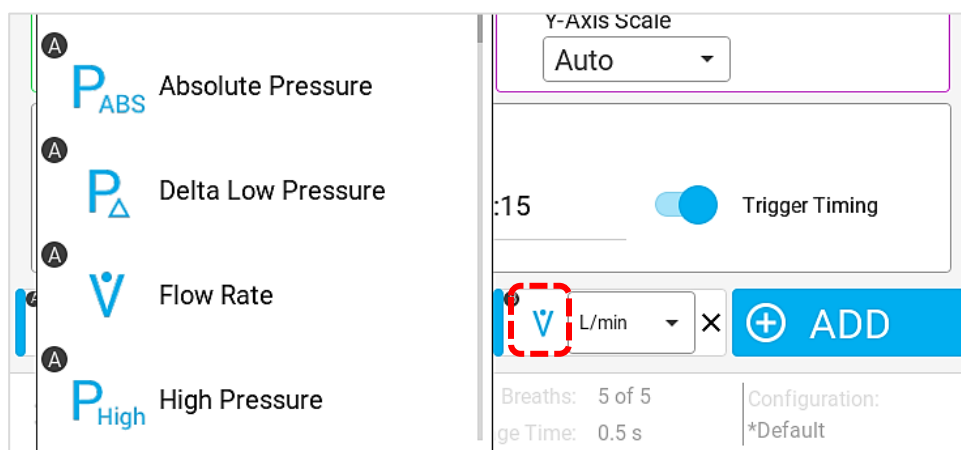 Y-Axis Scale
Auto
A
PABS Absolute Pressure
A
PΔ Delta Low Pressure
:15
Trigger Timing
A
V̇ Flow Rate
V̇ L/min
ADD
A
PHigh High Pressure
Breaths: 5 of 5
ge Time: 0.5 s
Configuration:
*Default